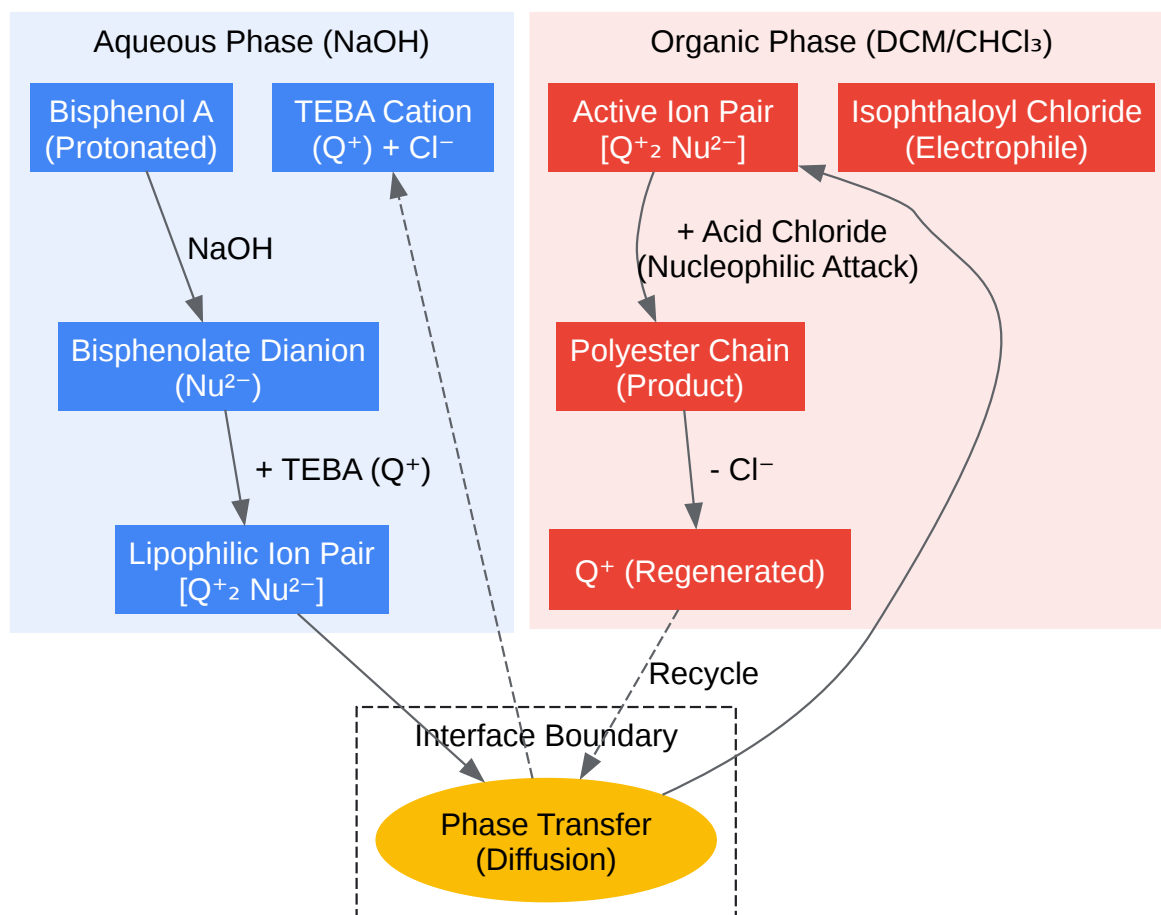 Aqueous Phase (NaOH)
Bisphenol A
(Protonated)
TEBA Cation
(Q⁺) + Cl⁻
NaOH
Bisphenolate Dianion
(Nu²⁻)
+ TEBA (Q⁺)
Lipophilic Ion Pair
[Q⁺₂ Nu²⁻]
Organic Phase (DCM/CHCl₃)
Active Ion Pair
[Q⁺₂ Nu²⁻]
Isophthaloyl Chloride
(Electrophile)
+ Acid Chloride
(Nucleophilic Attack)
Polyester Chain
(Product)
- Cl⁻
Q⁺ (Regenerated)
Recycle
Interface Boundary
Phase Transfer
(Diffusion)